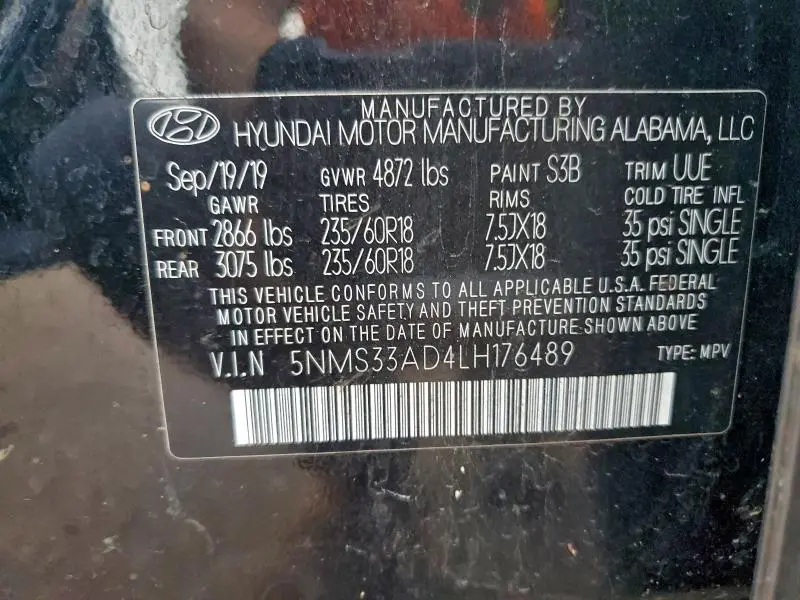 MANUFACTURED BY
HYUNDAI MOTOR MANUFACTURING ALABAMA, LLC
Sep/19/19 GVWR 4872 lbs PAINT S3B TRIM UUE
GAWR TIRES RIMS COLD TIRE INFL
FRONT 2866 lbs 235/60R18 7.5JX18 35 psi SINGLE
REAR 3075 lbs 235/60R18 7.5JX18 35 psi SINGLE
THIS VEHICLE CONFORMS TO ALL APPLICABLE U.S.A. FEDERAL
MOTOR VEHICLE SAFETY AND THEFT PREVENTION STANDARDS
IN EFFECT ON THE DATE OF MANUFACTURE.SHOWN ABOVE
V.I.N 5NMS33AD4LH176489 TYPE: MPV